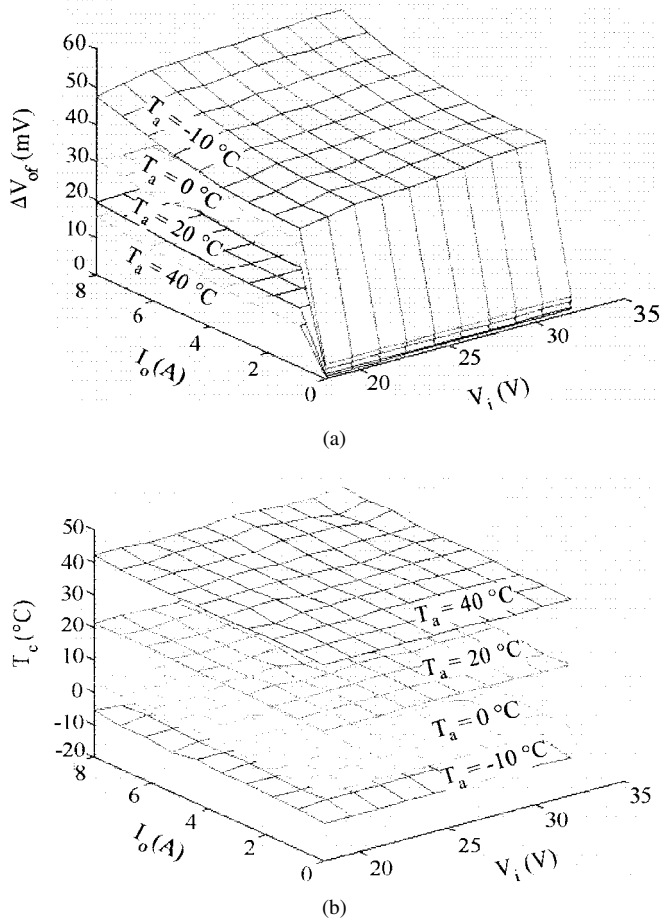 60
50
40
30
20
10
0
ΔV_of (mV)
T_a = -10 °C
T_a = 0 °C
T_a = 20 °C
T_a = 40 °C
8
6
4
2
0
I_o (A)
20
25
30
35
V_i (V)
(a)
50
40
30
20
10
0
-10
-20
T_c (°C)
T_a = 40 °C
T_a = 20 °C
T_a = 0 °C
T_a = -10 °C
8
6
4
2
0
I_o (A)
20
25
30
35
V_i (V)
(b)